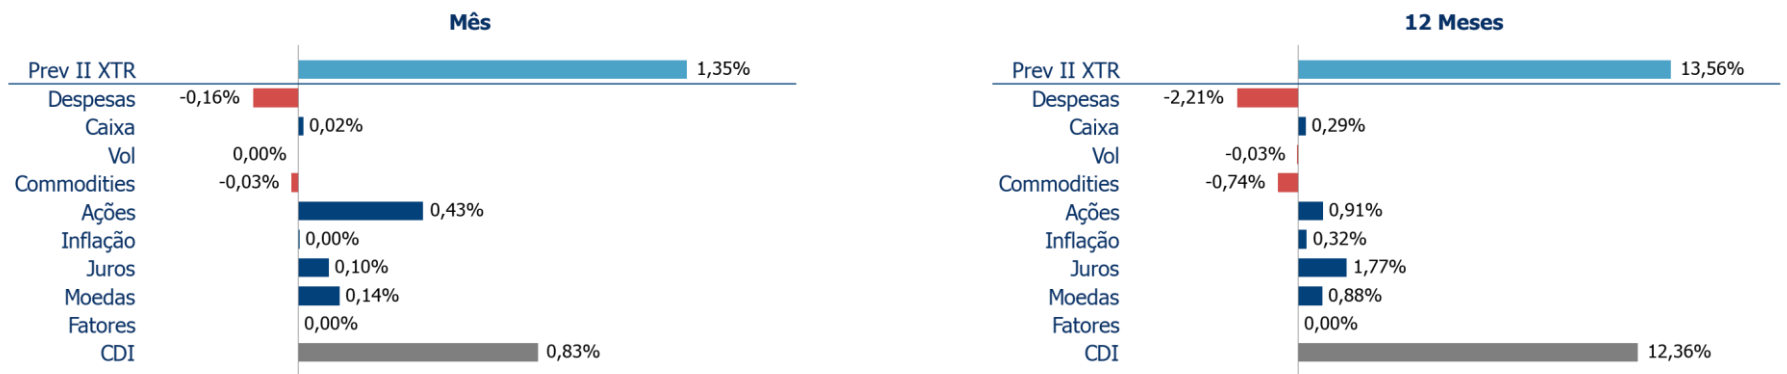 Mês
Prev II XTR 1,35%
Despesas -0,16%
Caixa 0,02%
Vol 0,00%
Commodities -0,03%
Ações 0,43%
Inflação 0,00%
Juros 0,10%
Moedas 0,14%
Fatores 0,00%
CDI 0,83%
12 Meses
Prev II XTR 13,56%
Despesas -2,21%
Caixa 0,29%
Vol -0,03%
Commodities -0,74%
Ações 0,91%
Inflação 0,32%
Juros 1,77%
Moedas 0,88%
Fatores 0,00%
CDI 12,36%